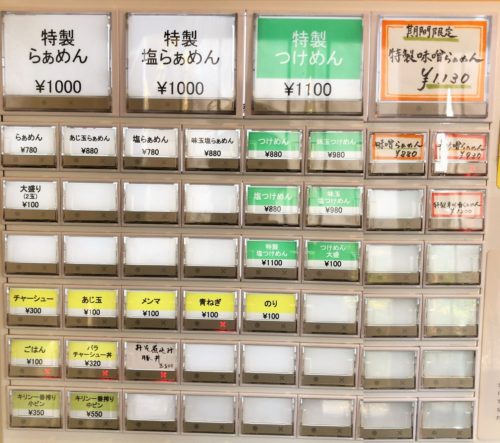 特製
らぁめん
¥1000
特製
塩らぁめん
¥1000
特製
つけめん
¥1100
期間限定
特製味噌らぁめん
¥1130
らぁめん
¥780
あじ玉らぁめん
¥880
塩らぁめん
¥780
味玉塩らぁめん
¥880
つけめん
¥880
味玉つけめん
¥980
味噌らぁめん
¥880
大盛り
(2玉)
¥100
塩つけめん
¥880
味玉
塩つけめん
¥980
特製
塩つけめん
¥1100
つけめん
大盛
¥100
チャーシュー
¥300
あじ玉
¥100
メンマ
¥100
青ねぎ
¥100
のり
¥100
ごはん
¥100
バラ
チャーシュー丼
¥320
キリン一番搾り
小ビン
¥350
キリン一番搾り
中ビン
¥550